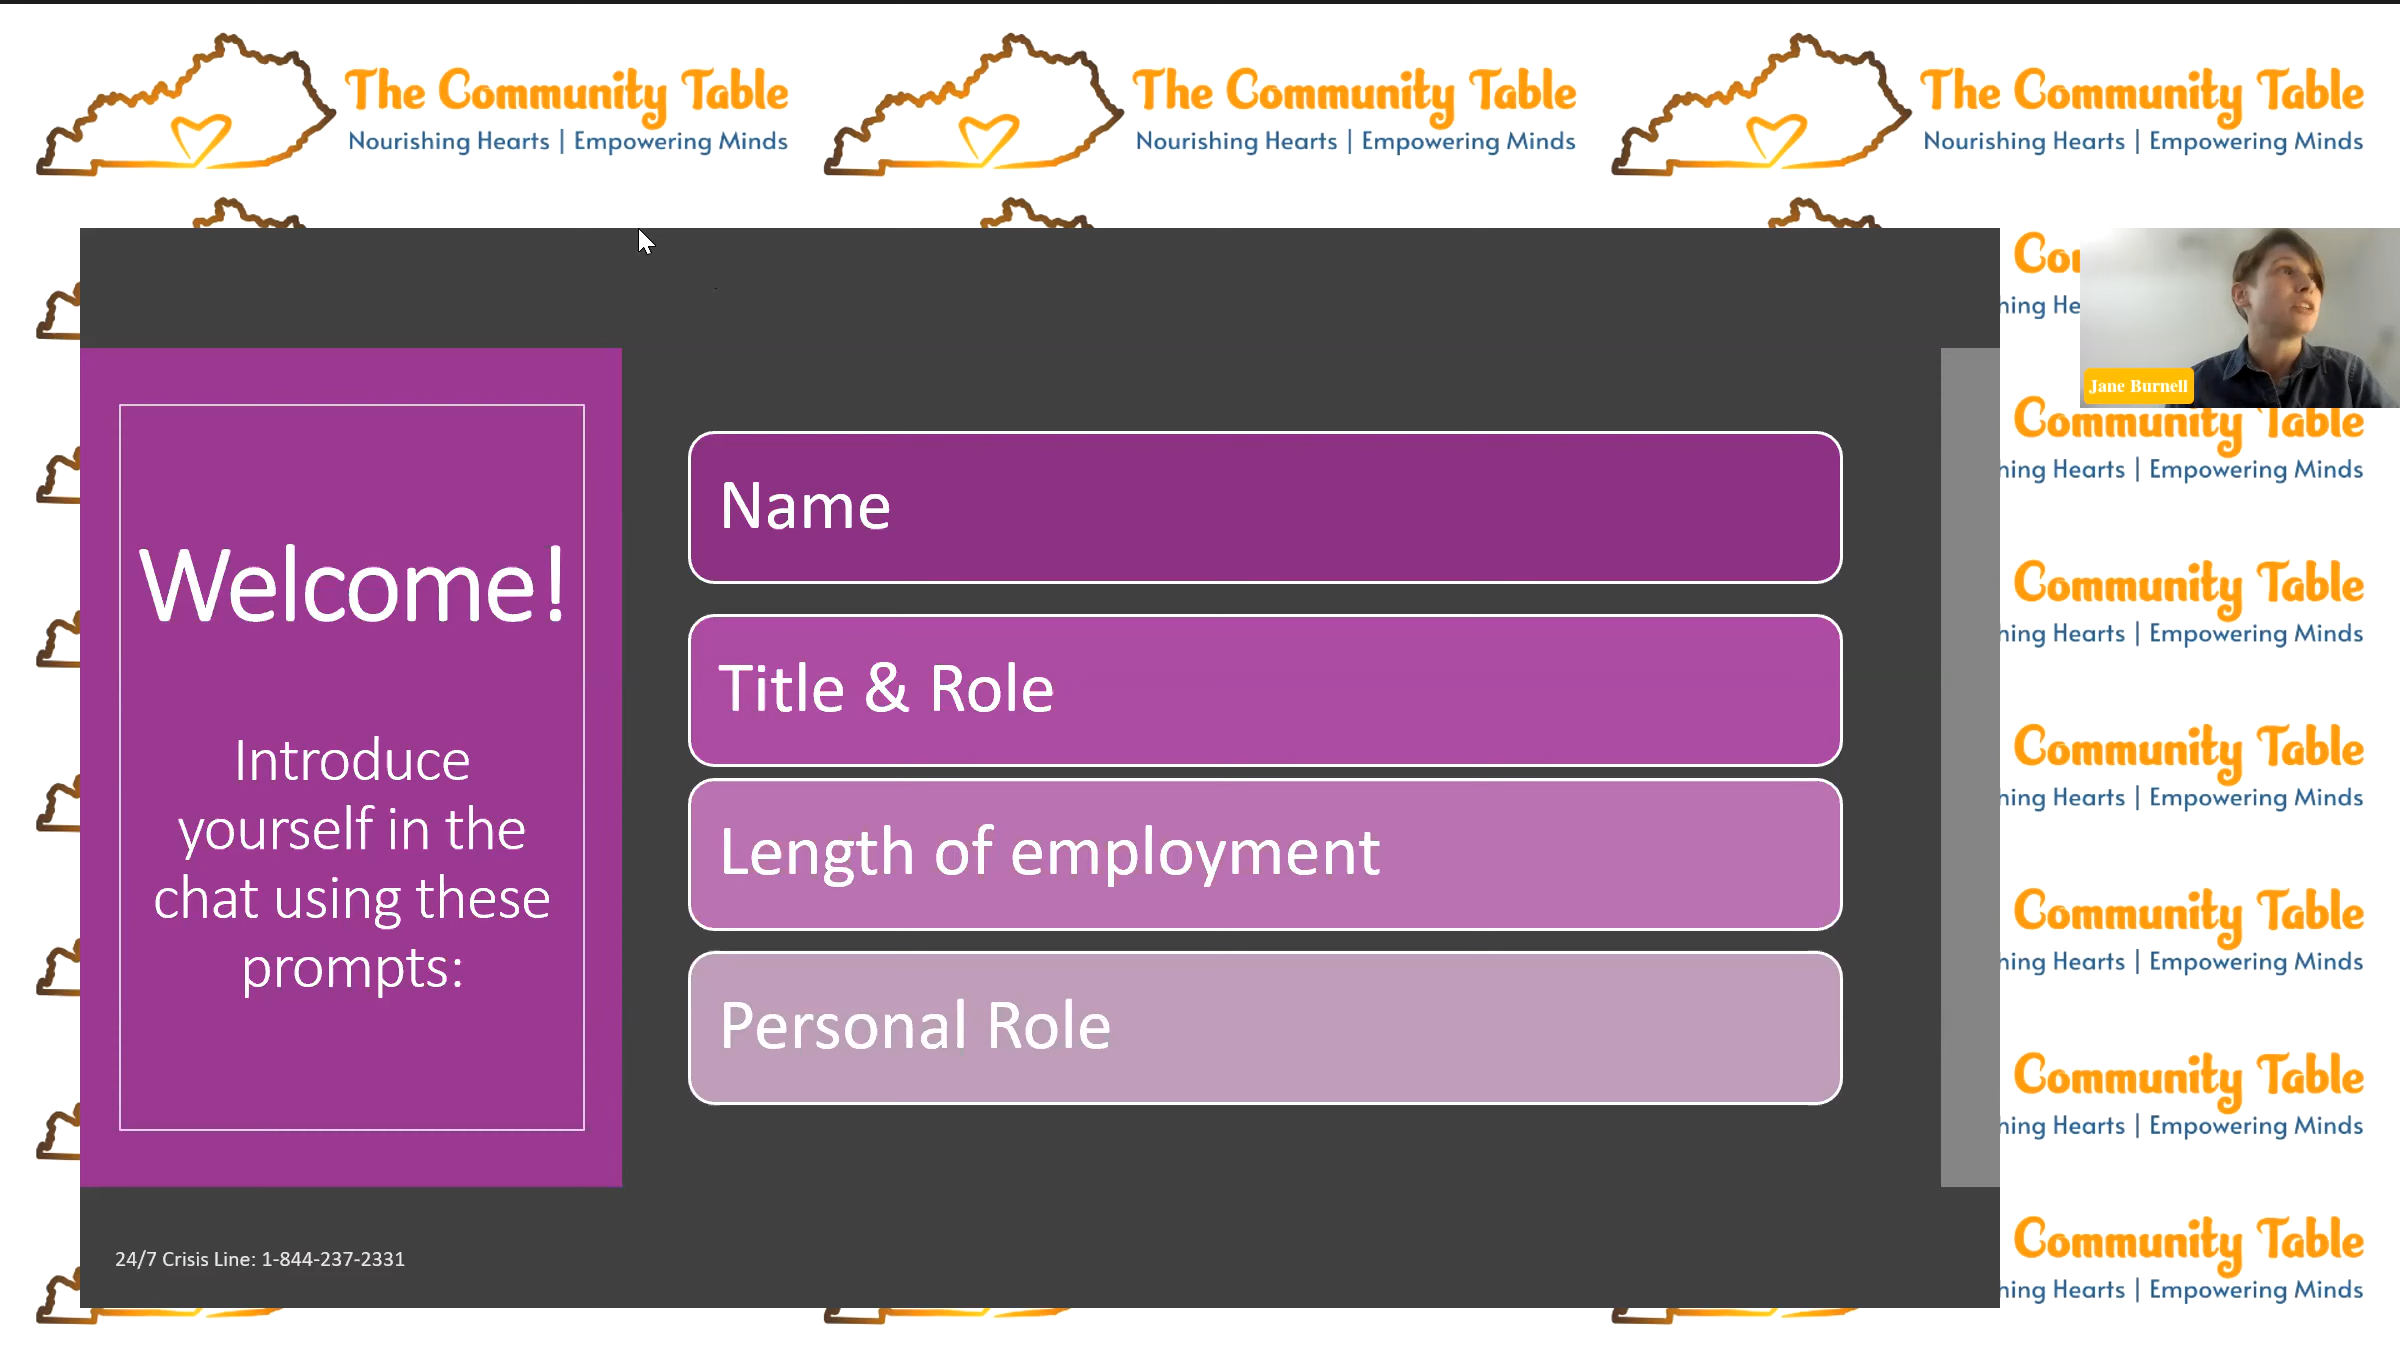 The Community Table
Nourishing Hearts | Empowering Minds
The Community Table
Nourishing Hearts | Empowering Minds
The Community Table
Nourishing Hearts | Empowering Minds
Welcome!
Introduce
yourself in the
chat using these
prompts:
Name
Title & Role
Length of employment
Personal Role
24/7 Crisis Line: 1-844-237-2331
Jane Burnell
Community Table
Hearts | Empowering Minds
Community Table
Hearts | Empowering Minds
Community Table
Hearts | Empowering Minds
Community Table
Hearts | Empowering Minds
Community Table
Hearts | Empowering Minds
Community Table
Hearts | Empowering Minds